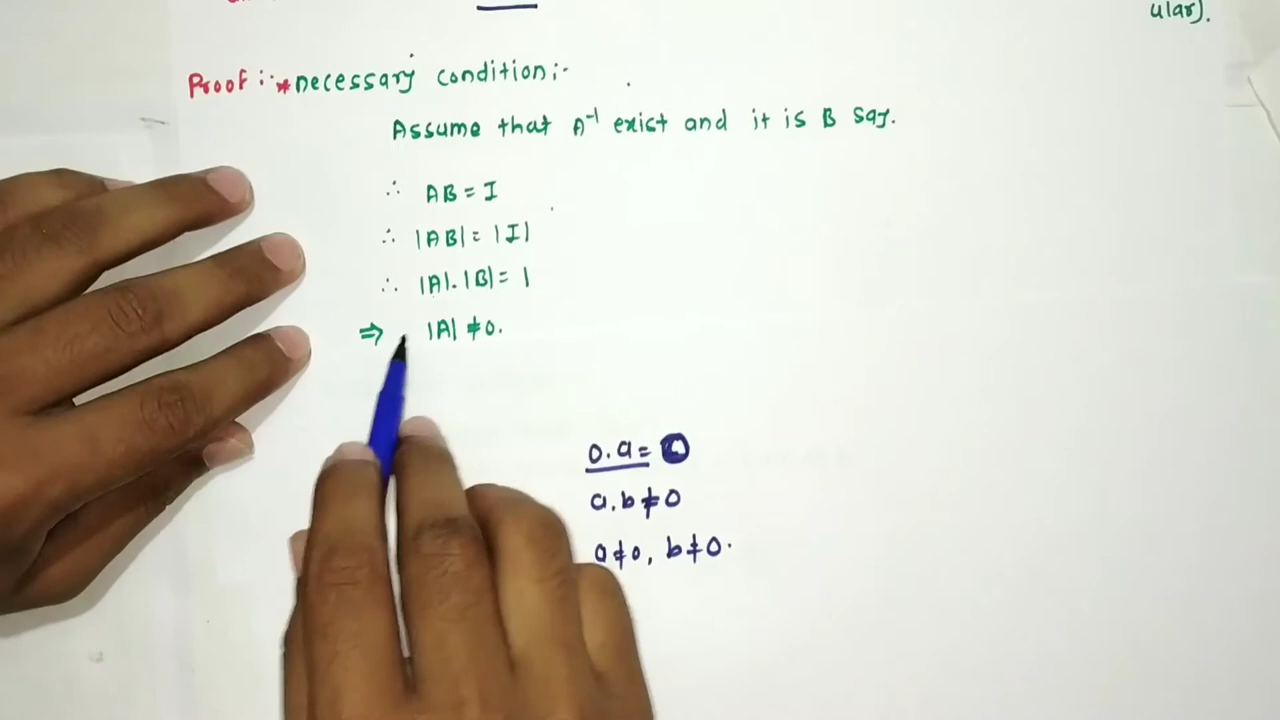 ular).
Proof :- * necessary condition :-
Assume that A⁻¹ exist and it is B say.
∴ AB = I
∴ |AB| = |I|
∴ |A|. |B| = 1
⇒ |A| ≠ 0.
0. a =
a. b ≠ 0
a ≠ 0, b ≠ 0.